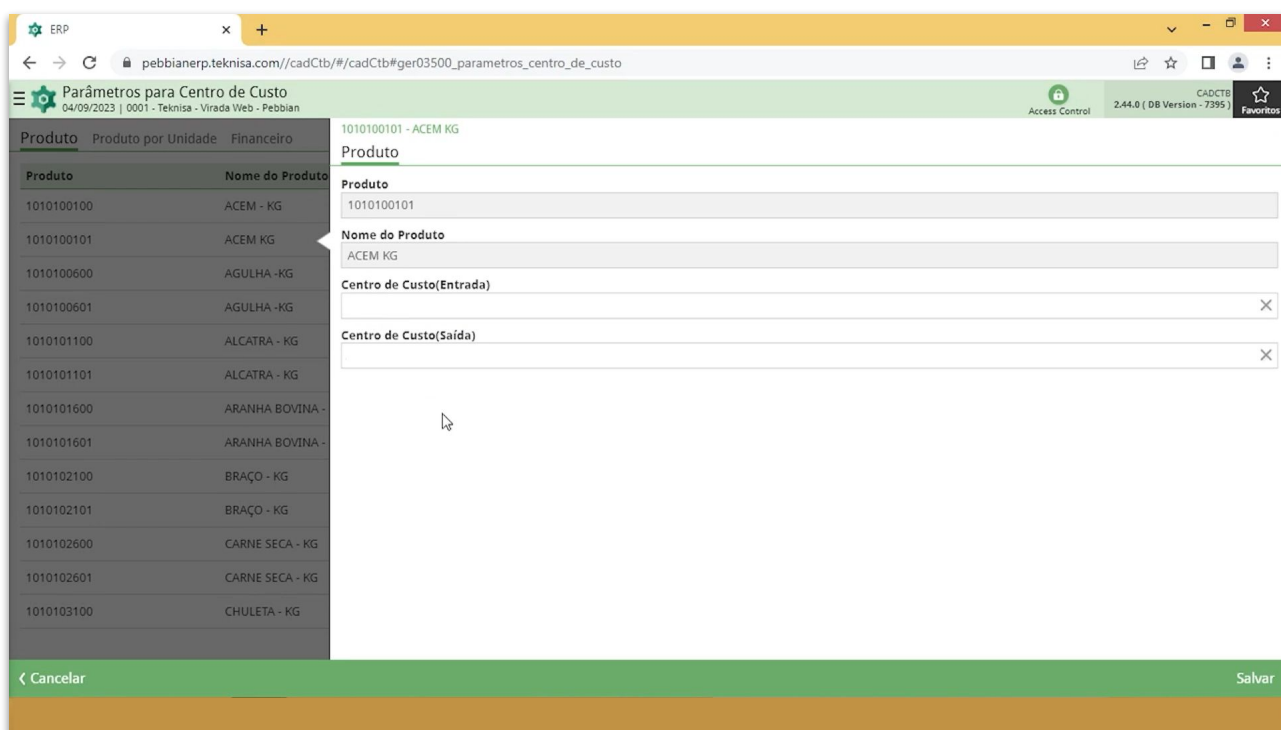 ERP
pebbianerp.teknisa.com//cadCtb/#/cadCtb#ger03500_parametros_centro_de_custo
Parâmetros para Centro de Custo
04/09/2023 | 0001 - Teknisa - Virada Web - Pebbian
Access Control
CADCTB
2.44.0 ( DB Version - 7395 )
Favoritos
Produto Produto por Unidade Financeiro
Produto Nome do Produto
1010100100 ACEM - KG
1010100101 ACEM KG
1010100600 AGULHA -KG
1010100601 AGULHA -KG
1010101100 ALCATRA - KG
1010101101 ALCATRA - KG
1010101600 ARANHA BOVINA -
1010101601 ARANHA BOVINA -
1010102100 BRAÇO - KG
1010102101 BRAÇO - KG
1010102600 CARNE SECA - KG
1010102601 CARNE SECA - KG
1010103100 CHULETA - KG
1010100101 - ACEM KG
Produto
Produto
1010100101
Nome do Produto
ACEM KG
Centro de Custo(Entrada)
Centro de Custo(Saída)
Cancelar
Salvar